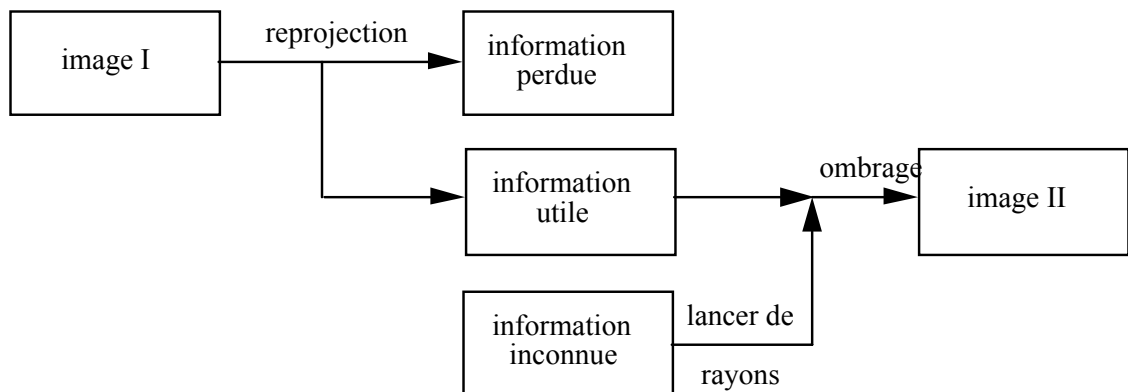 image I
reprojection
information
perdue
information
utile
ombrage
image II
information
inconnue
lancer de
rayons